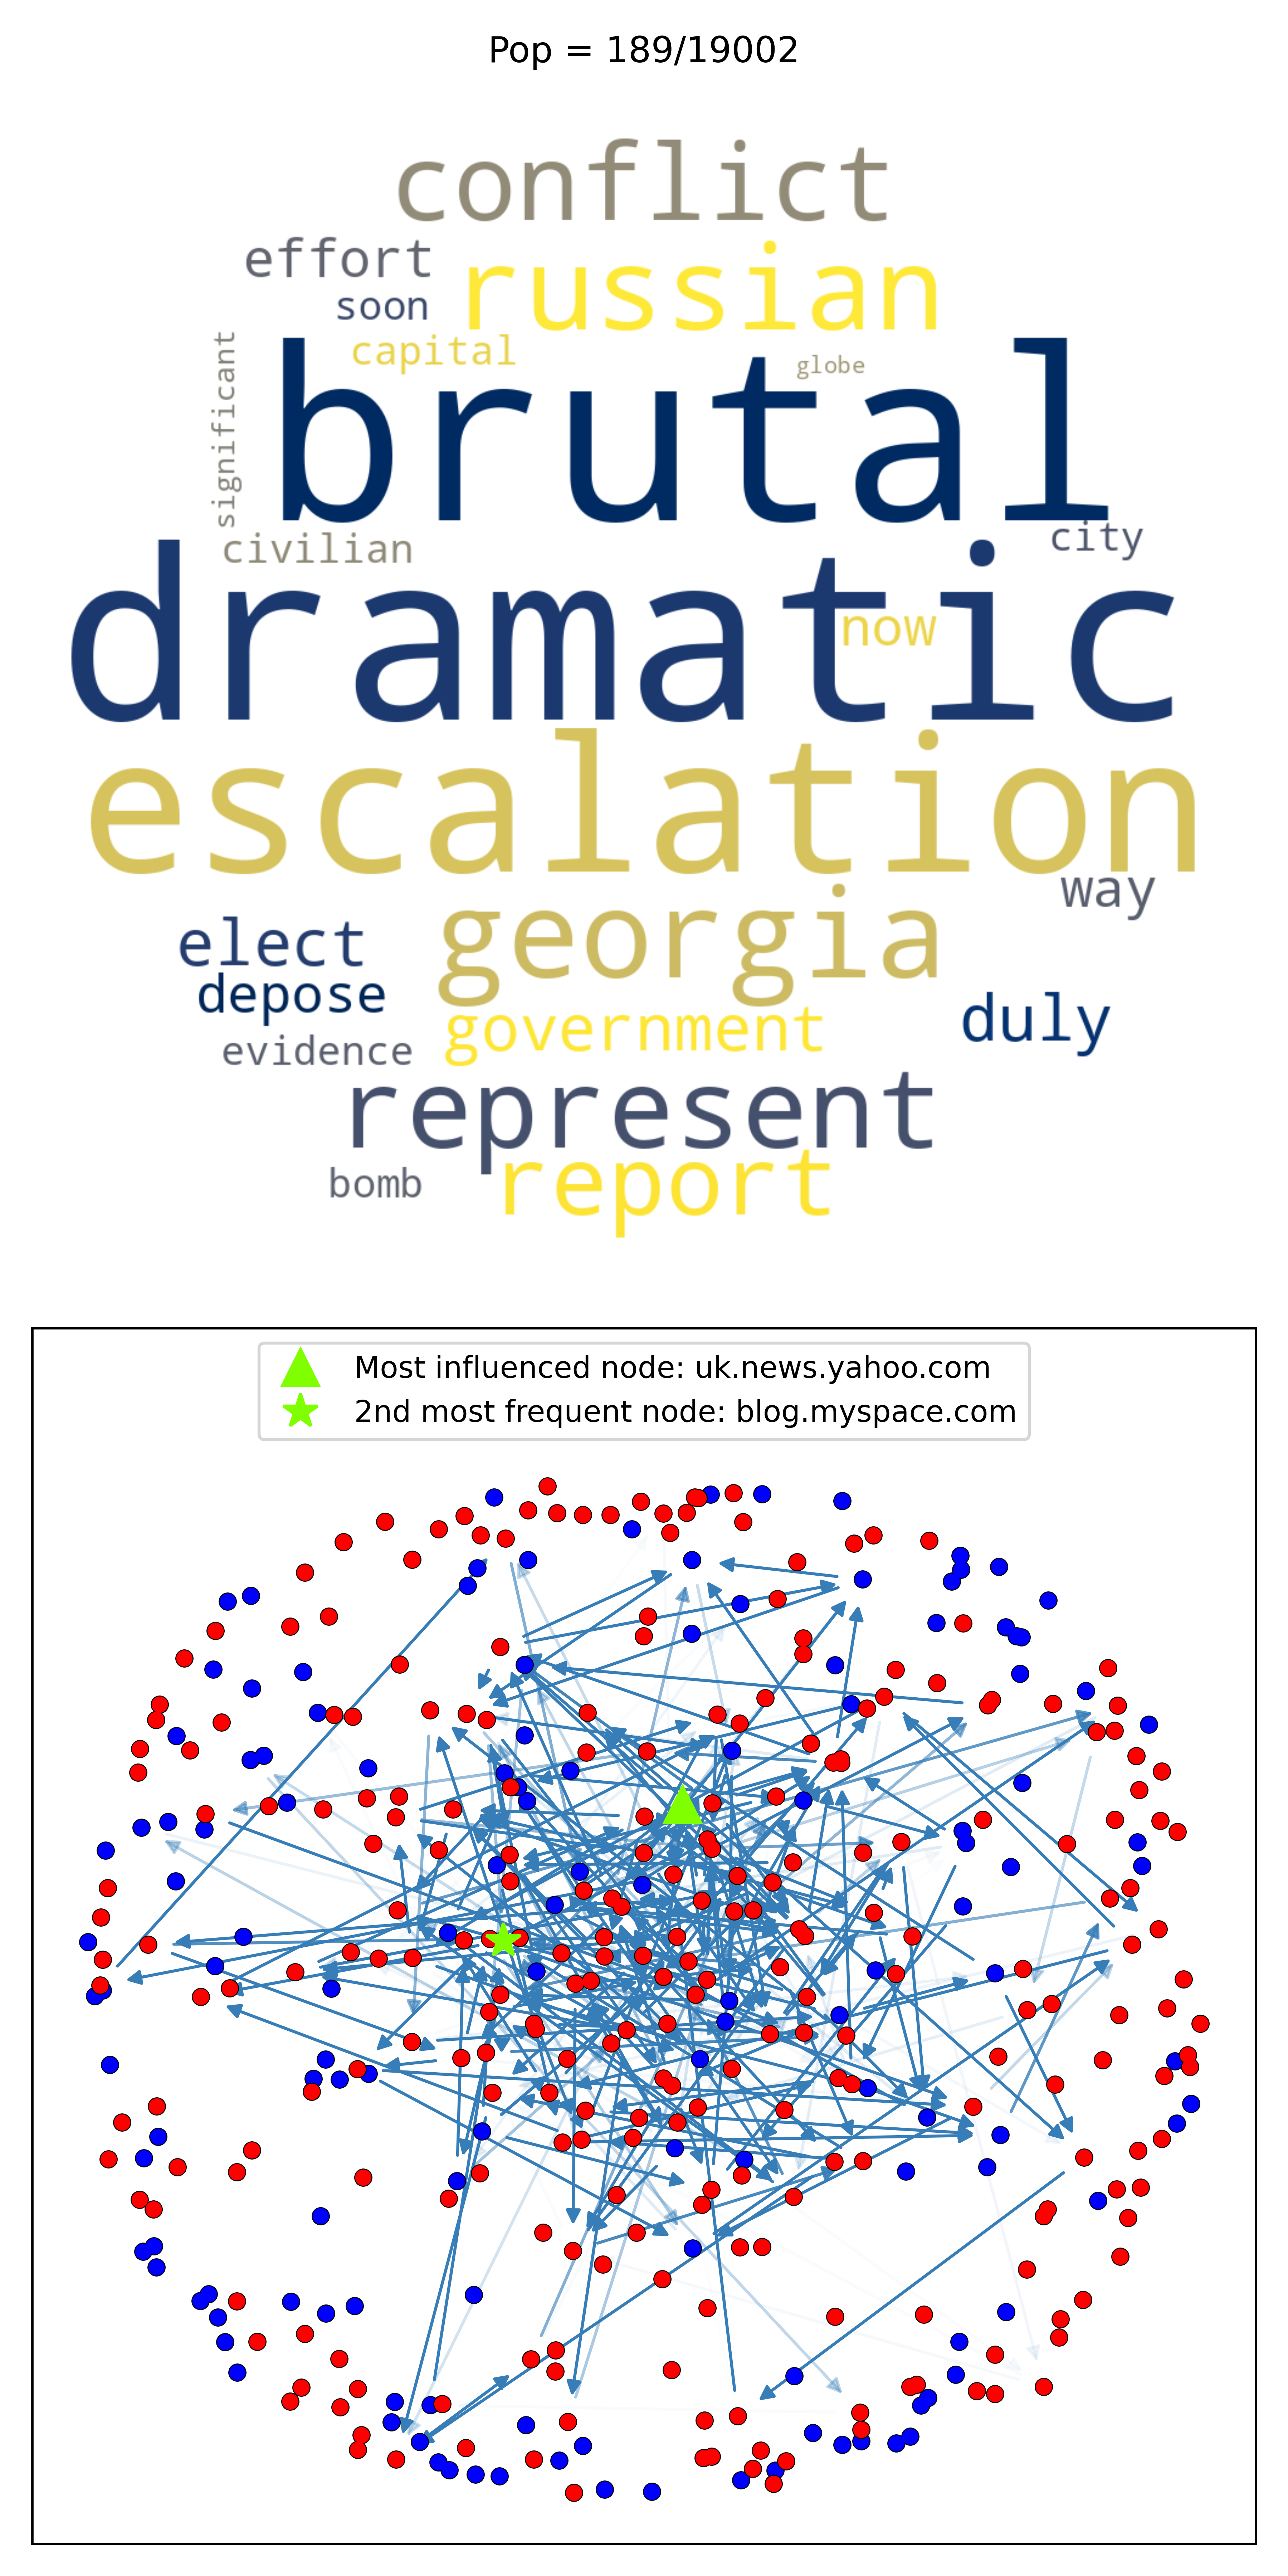 Pop = 189/19002
conflict
effort
russian
soon
capital
globe
significant
brutal
city
civilian
dramatic
now
escalation
way
georgia
elect
depose
duly
government
evidence
represent
report
bomb
Most influenced node: uk.news.yahoo.com
2nd most frequent node: blog.myspace.com